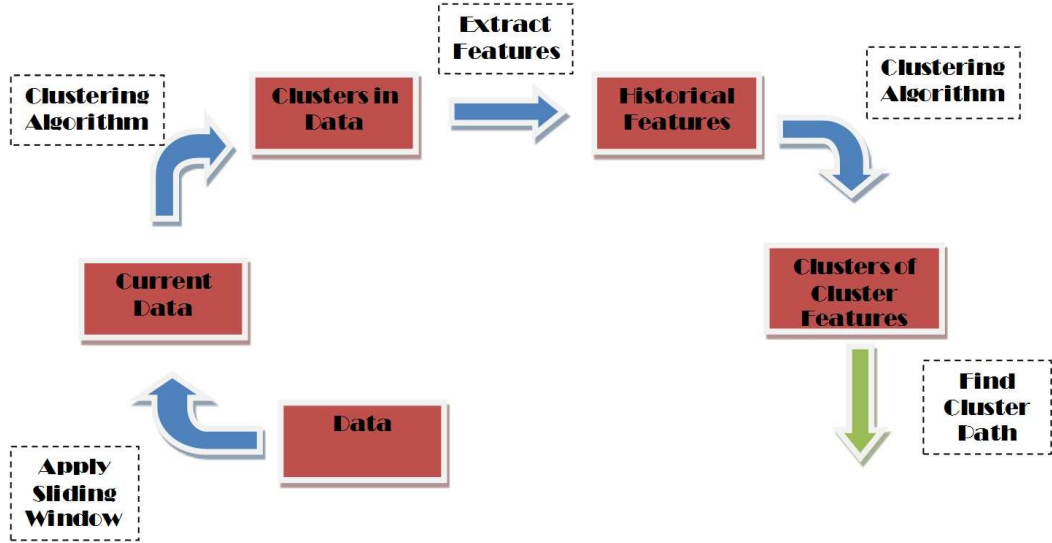 Extract
Features
Clustering
Algorithm
Clusters in
Data
Historical
Features
Clustering
Algorithm
Current
Data
Clusters of
Cluster
Features
Data
Find
Cluster
Path
Apply
Sliding
Window